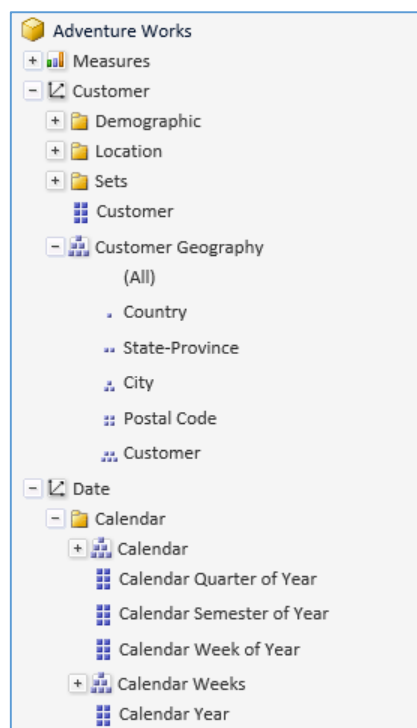 Adventure Works
Measures
Customer
Demographic
Location
Sets
Customer
Customer Geography
(All)
Country
State-Province
City
Postal Code
Customer
Date
Calendar
Calendar
Calendar Quarter of Year
Calendar Semester of Year
Calendar Week of Year
Calendar Weeks
Calendar Year